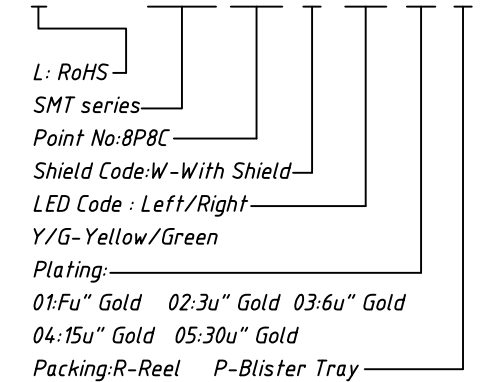 L: RoHS
SMT series
Point No:8P8C
Shield Code:W-With Shield
LED Code : Left/Right
Y/G-Yellow/Green
Plating:
01:Fu" Gold 02:3u" Gold 03:6u" Gold
04:15u" Gold 05:30u" Gold
Packing:R-Reel P-Blister Tray